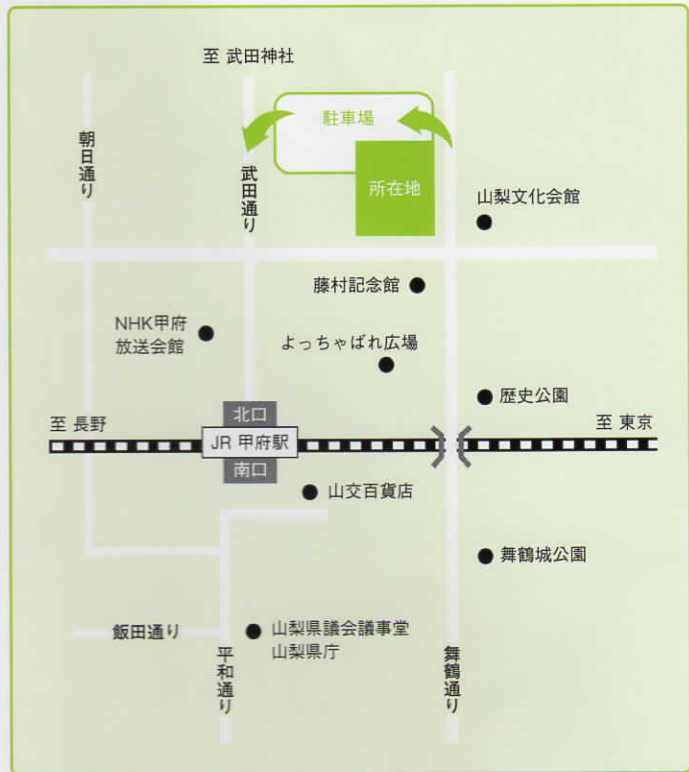 至 武田神社
駐車場
朝日通り
武田通り
所在地
山梨文化会館
藤村記念館
NHK甲府
放送会館
よっちゃばれ広場
歴史公園
北口
至 長野
JR 甲府駅
至 東京
南口
山交百貨店
舞鶴城公園
飯田通り
山梨県議会議事堂
山梨県庁
平和通り
舞鶴通り